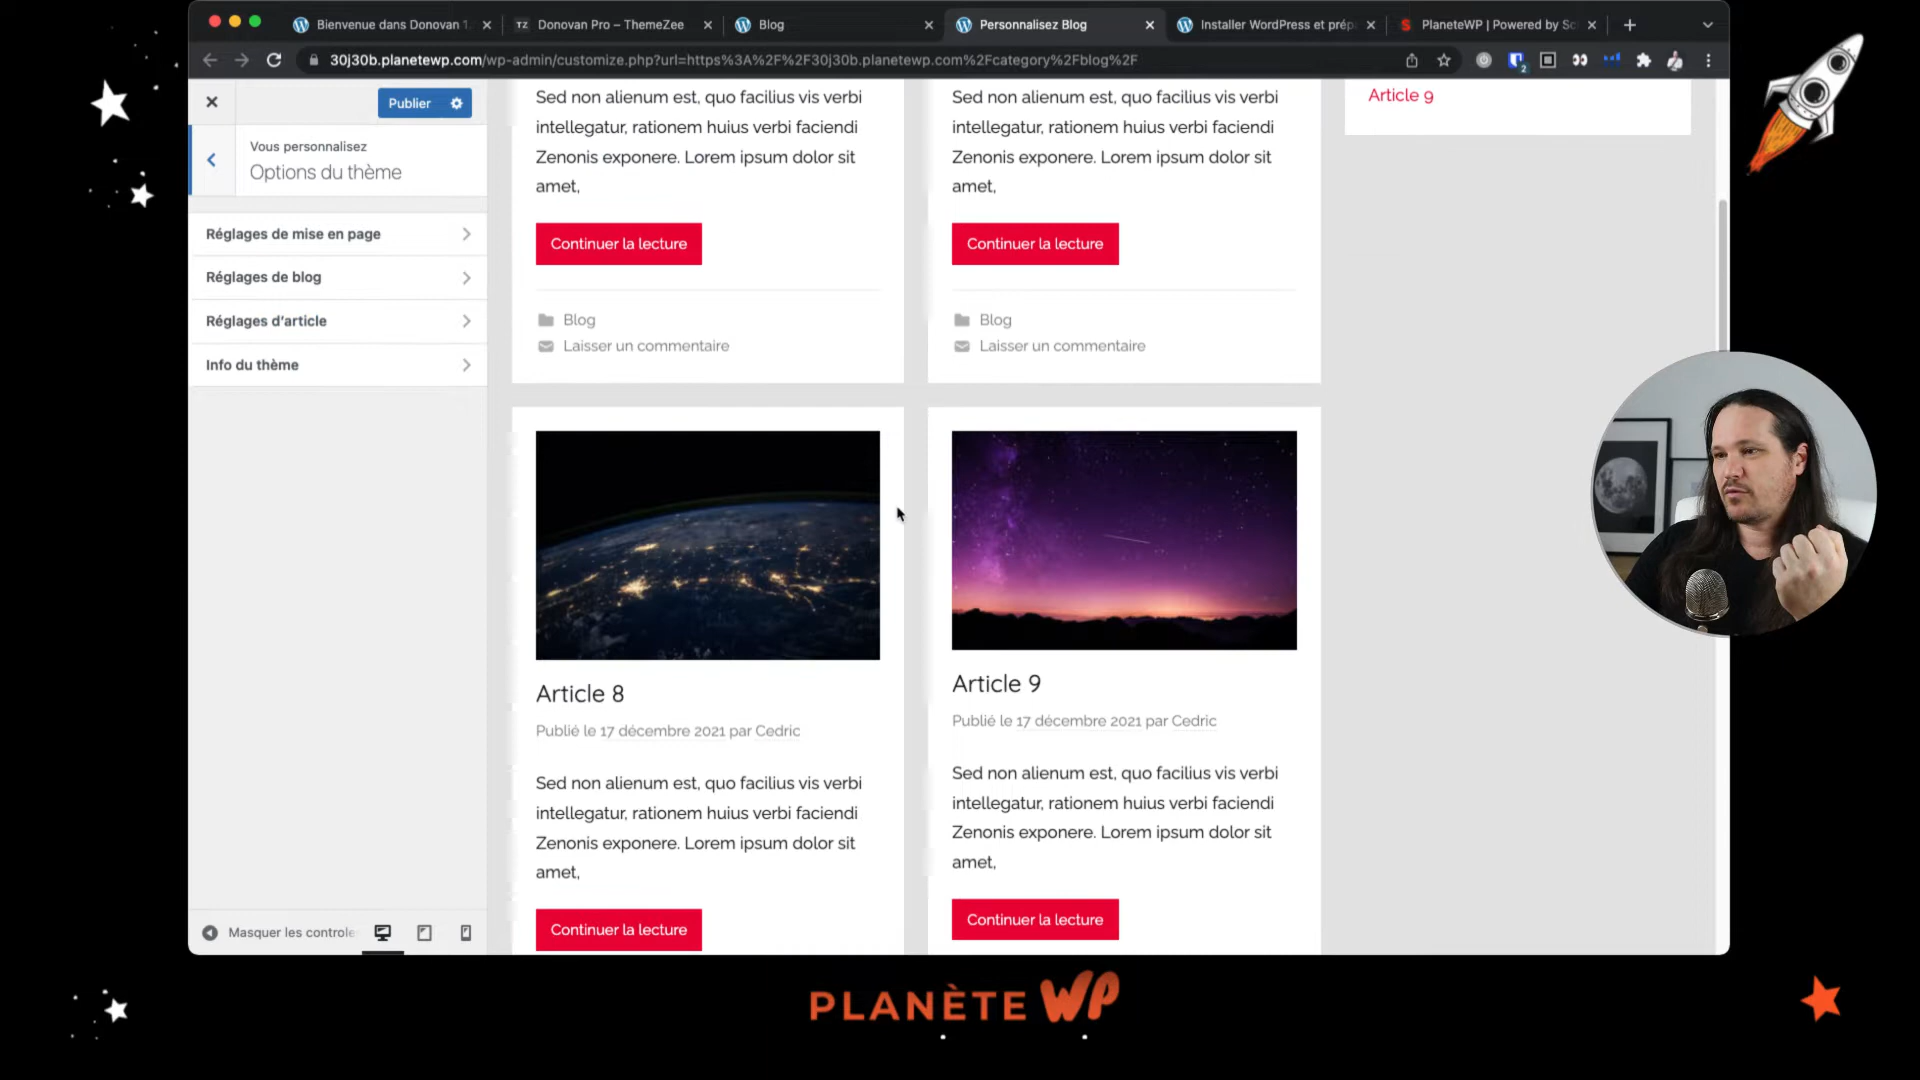 Bienvenue dans Donovan 1.
TZ Donovan Pro – ThemeZee
Blog
Personnalisez Blog
Installer WordPress et prép
PlaneteWP | Powered by Sc
30j30b.planetewp.com/wp-admin/customize.php?url=https%3A%2F%2F30j30b.planetewp.com%2Fcategory%2Fblog%2F
Publier
Vous personnalisez
Options du thème
Réglages de mise en page
Réglages de blog
Réglages d'article
Info du thème
Masquer les controle
Sed non alienum est, quo facilius vis verbi
intellegatur, rationem huius verbi faciendi
Zenonis exponere. Lorem ipsum dolor sit
amet,
Continuer la lecture
Blog
Laisser un commentaire
Sed non alienum est, quo facilius vis verbi
intellegatur, rationem huius verbi faciendi
Zenonis exponere. Lorem ipsum dolor sit
amet,
Continuer la lecture
Blog
Laisser un commentaire
Article 9
Article 8
Publié le 17 décembre 2021 par Cedric
Sed non alienum est, quo facilius vis verbi
intellegatur, rationem huius verbi faciendi
Zenonis exponere. Lorem ipsum dolor sit
amet,
Continuer la lecture
Article 9
Publié le 17 décembre 2021 par Cedric
Sed non alienum est, quo facilius vis verbi
intellegatur, rationem huius verbi faciendi
Zenonis exponere. Lorem ipsum dolor sit
amet,
Continuer la lecture
PLANÈTE WP